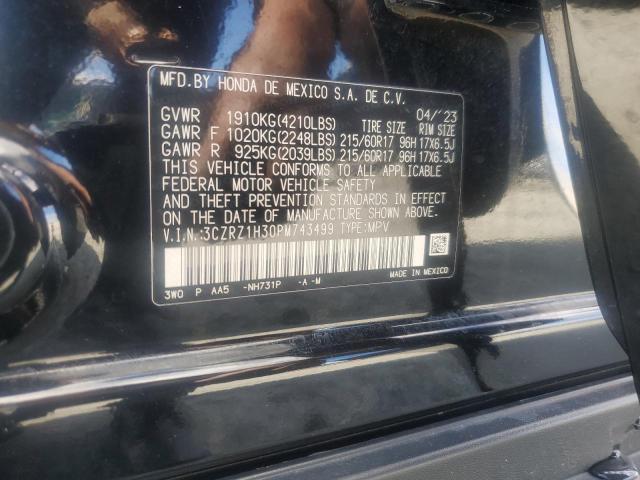 MFD.BY HONDA DE MEXICO S.A. DE C.V.
04/'23
GVWR 1910KG(4210LBS) TIRE SIZE RIM SIZE
GAWR F 1020KG(2248LBS) 215/60R17 96H 17X6.5J
GAWR R 925KG(2039LBS) 215/60R17 96H 17X6.5J
THIS VEHICLE CONFORMS TO ALL APPLICABLE
FEDERAL MOTOR VEHICLE SAFETY
AND THEFT PREVENTION STANDARDS
IN EFFECT ON THE DATE OF MANUFACTURE
SHOWN ABOVE.
V.I.N.:3CZRZ1H30PM743499 TYPE:MPV
3W0 P AA5 -NH731P -A -M
MADE IN MEXICO